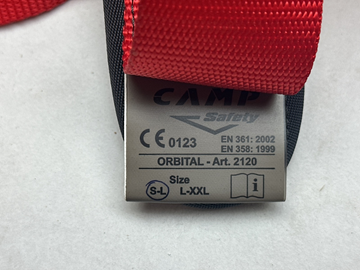 CAMP
Safety
CE 0123 EN 361: 2002
EN 358: 1999
ORBITAL - Art. 2120
Size
S-L L-XXL
i